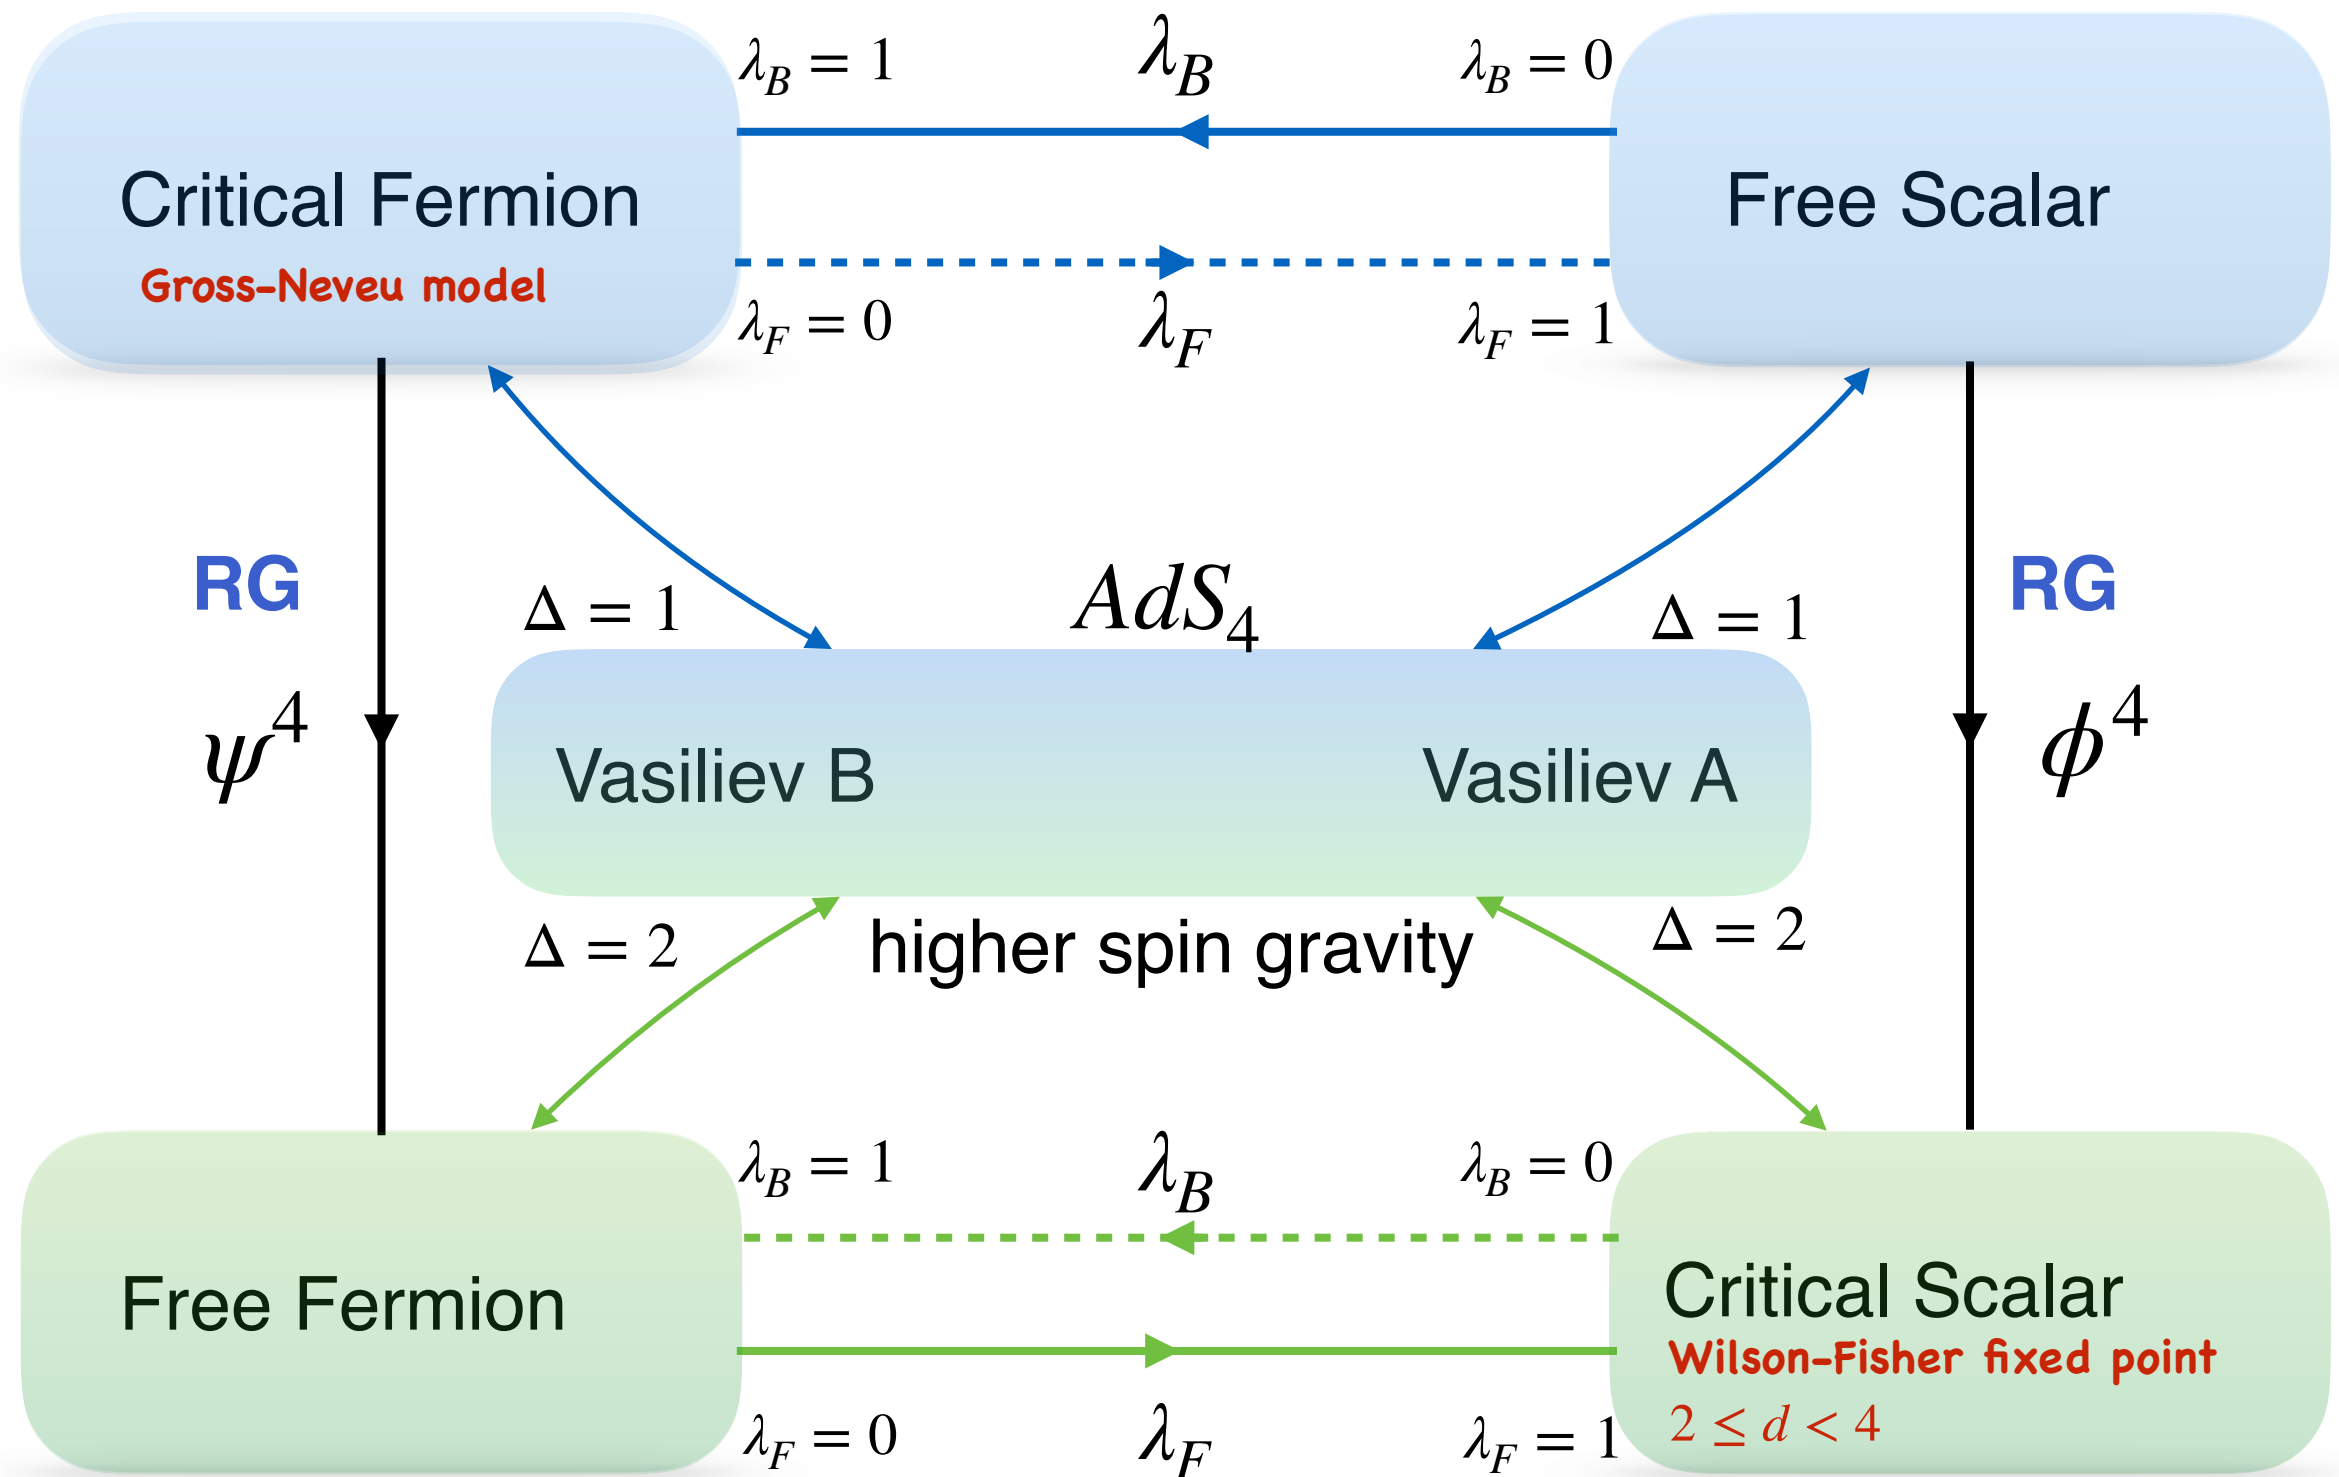 λ_B = 1 λ_B λ_B = 0
Critical Fermion
Gross-Neveu model
Free Scalar
λ_F = 0 λ_F λ_F = 1
RG
ψ^4
Δ = 1
AdS_4
Δ = 1
RG
ϕ^4
Vasiliev B
Vasiliev A
Δ = 2
higher spin gravity
Δ = 2
λ_B = 1 λ_B λ_B = 0
Free Fermion
Critical Scalar
Wilson-Fisher fixed point
2 ≤ d < 4
λ_F = 0 λ_F λ_F = 1